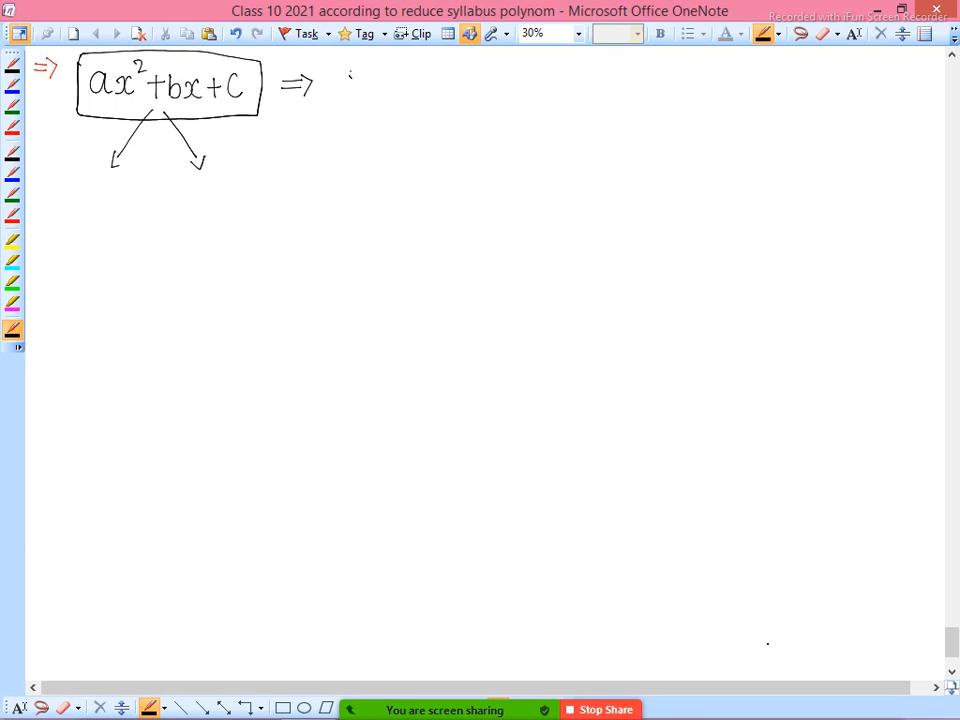 Class 10 2021 according to reduce syllabus polynom - Microsoft Office OneNote
Recorded with iFun Screen Recorder
Task Tag Clip 30% B A A
⇒ ax²+bx+c ⇒
A You are screen sharing Stop Share